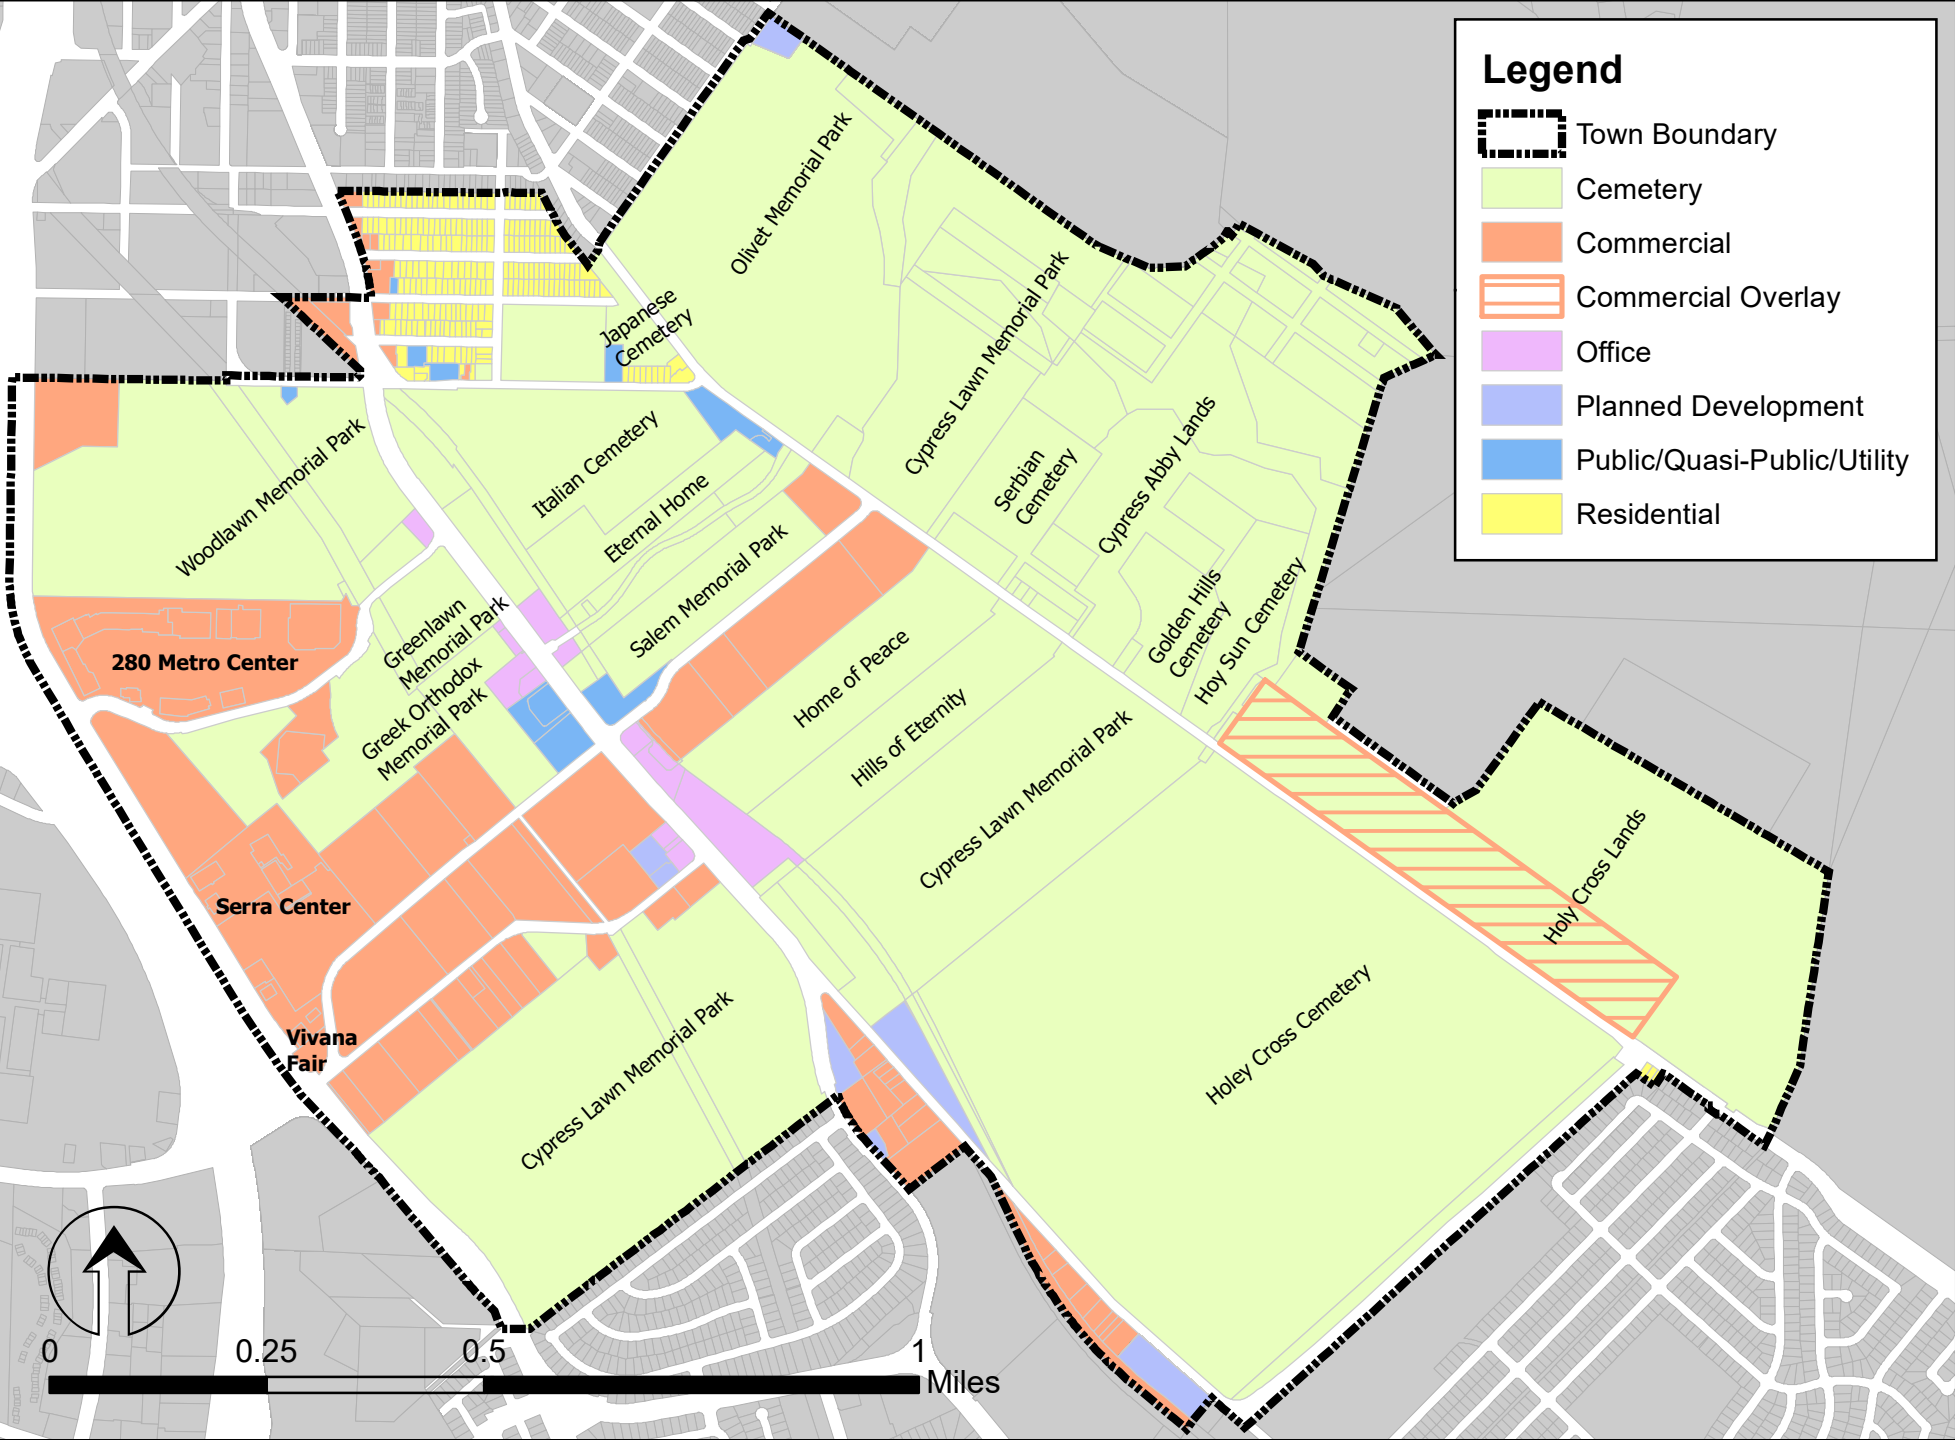 Legend
Town Boundary
Cemetery
Commercial
Commercial Overlay
Office
Planned Development
Public/Quasi-Public/Utility
Residential
Olivet Memorial Park
Japanese
Cemetery
Cypress Lawn Memorial Park
Woodlawn Memorial Park
Italian Cemetery
Eternal Home
Salem Memorial Park
Serbian
Cemetery
Cypress Abby Lands
Golden Hills
Cemetery
Hoy Sun Cemetery
Greenlawn
Memorial Park
Greek Orthodox
Memorial Park
280 Metro Center
Home of Peace
Hills of Eternity
Cypress Lawn Memorial Park
Holy Cross Lands
Serra Center
Vivana
Fair
Cypress Lawn Memorial Park
Holey Cross Cemetery
0
0.25
0.5
1
Miles